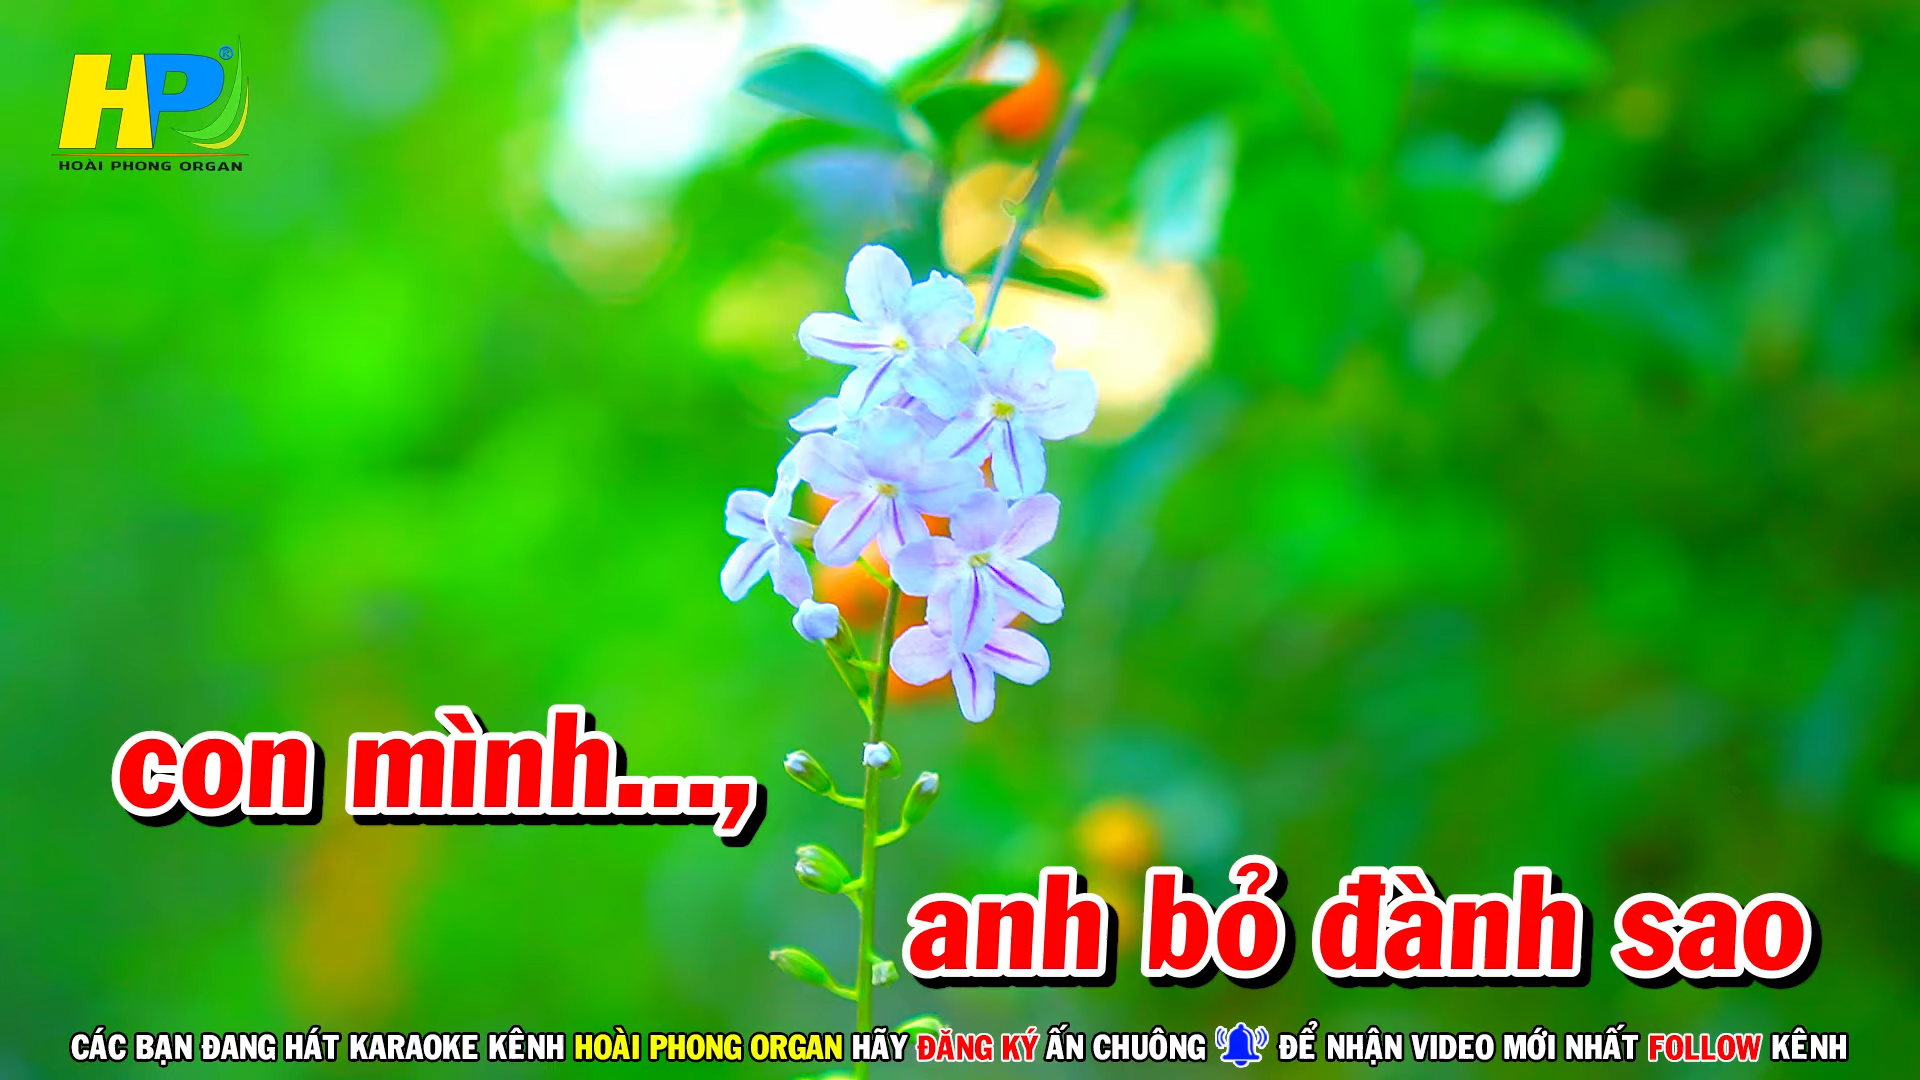 HP®
HOÀI PHONG ORGAN
con mình...,
anh bỏ đành sao
CÁC BẠN ĐANG HÁT KARAOKE KÊNH HOÀI PHONG ORGAN HÃY ĐĂNG KÝ ẤN CHUÔNG ĐỂ NHẬN VIDEO MỚI NHẤT FOLLOW KÊNH